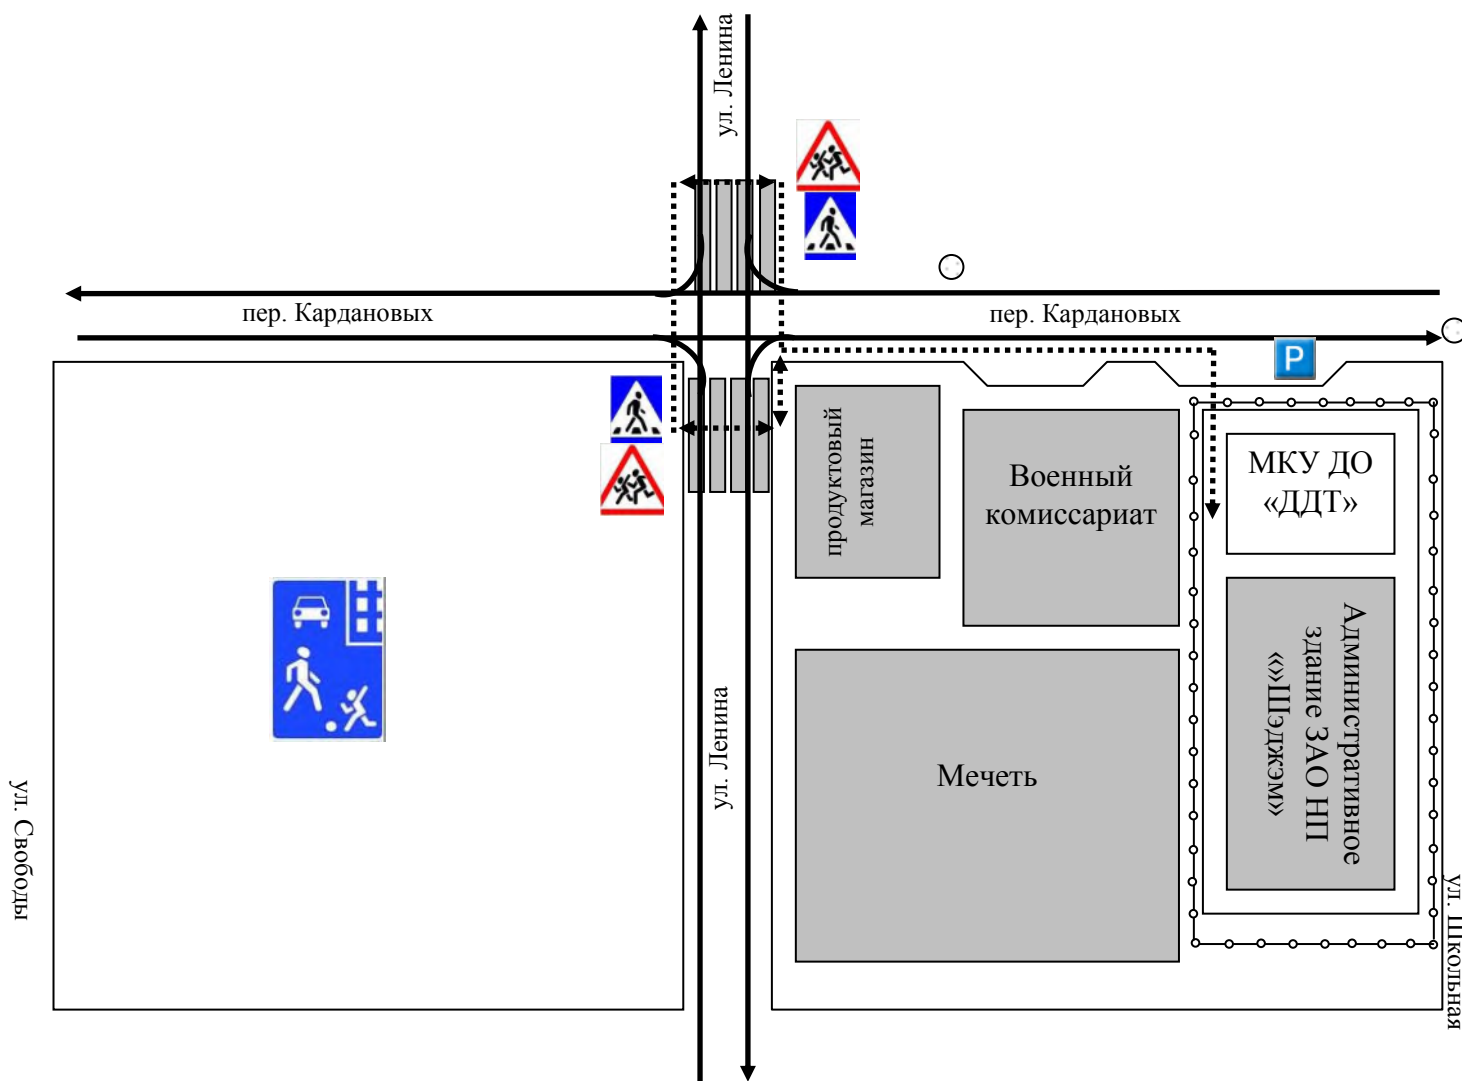 ул. Ленина
пер. Кардановых
пер. Кардановых
P
продуктовый
магазин
Военный
комиссариат
МКУ ДО
«ДДТ»
Административное
здание ЗАО НП
«»Шэджэм»
Мечеть
ул. Ленина
ул. Свободы
ул. Школьная